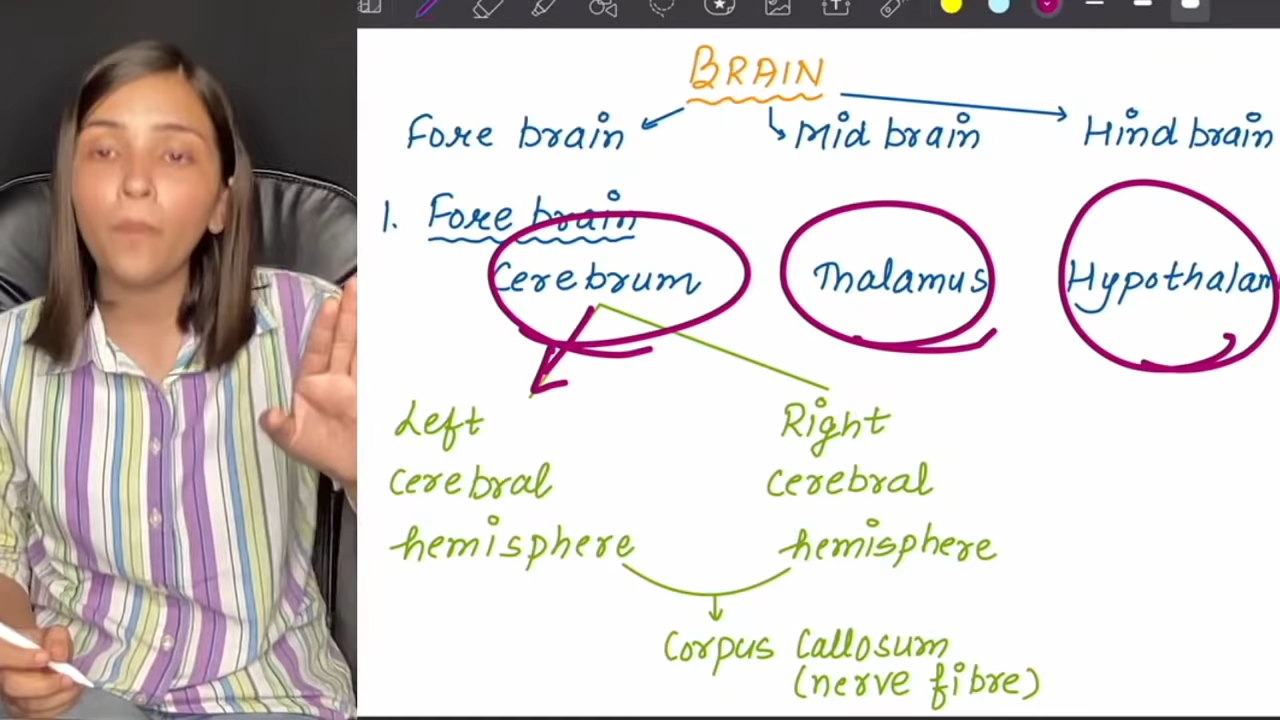 BRAIN
Fore brain Mid brain Hind brain
1. Fore brain
Cerebrum Thalamus Hypothalam
Left Right
cerebral cerebral
hemisphere hemisphere
Corpus Callosum
(nerve fibre)